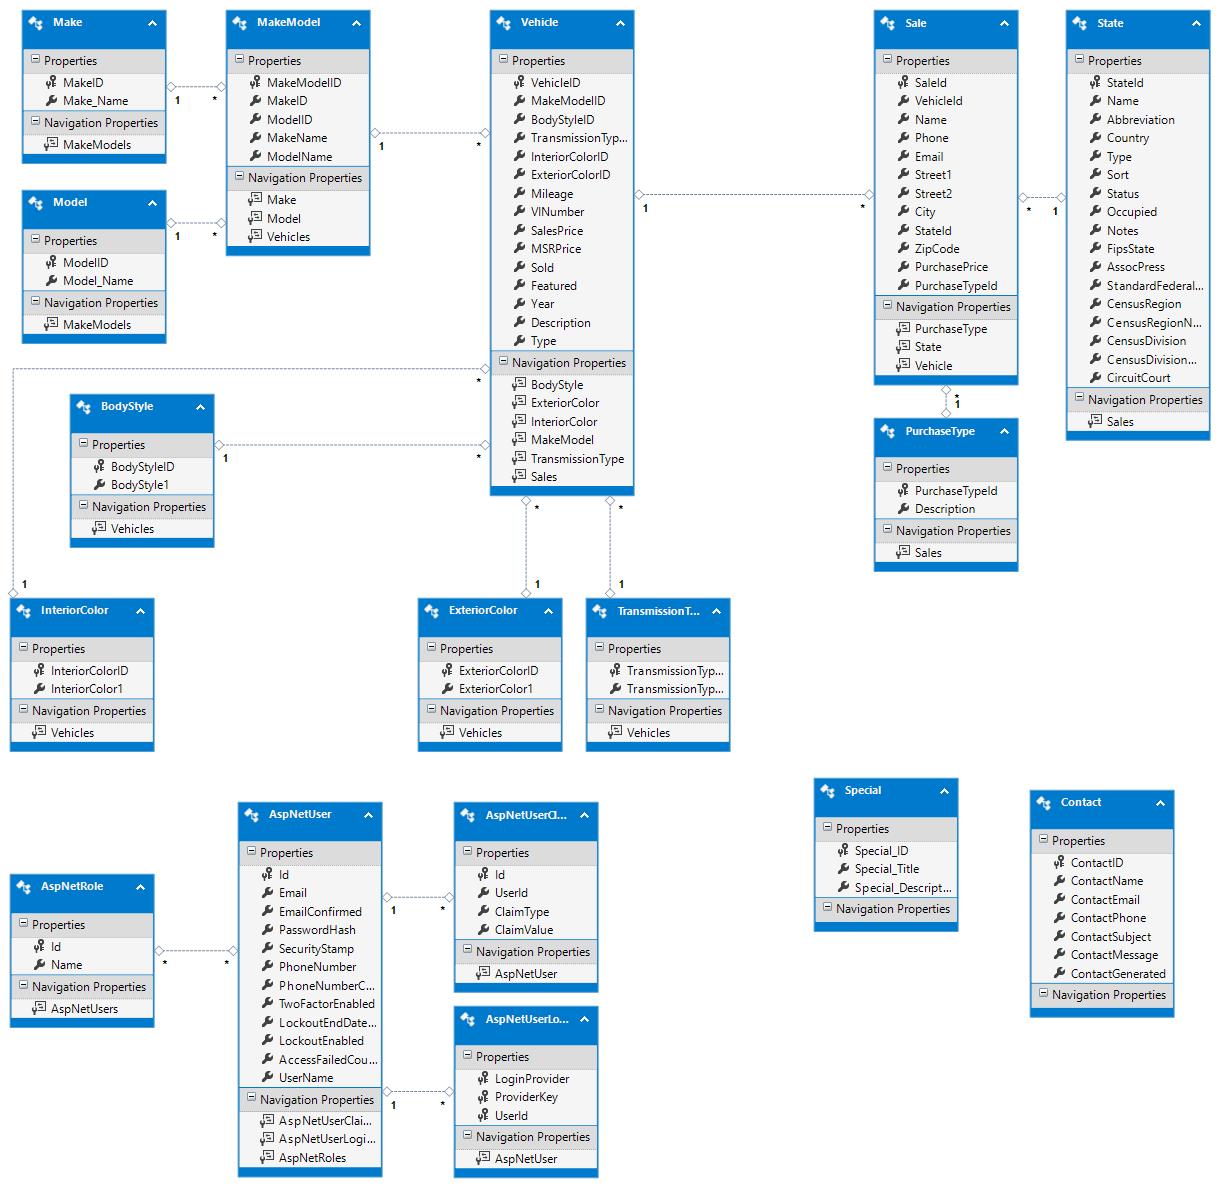 Make
Properties
MakeID
Make_Name
Navigation Properties
MakeModels
1
*
MakeModel
Properties
MakeModelID
MakeID
ModelID
MakeName
ModelName
Navigation Properties
Make
Model
Vehicles
1
*
Model
Properties
ModelID
Model_Name
Navigation Properties
MakeModels
1
*
Vehicle
Properties
VehicleID
MakeModelID
BodyStyleID
TransmissionTyp...
InteriorColorID
ExteriorColorID
Mileage
VINumber
SalesPrice
MSRPrice
Sold
Featured
Year
Description
Type
Navigation Properties
BodyStyle
ExteriorColor
InteriorColor
MakeModel
TransmissionType
Sales
1
*
Sale
Properties
SaleId
VehicleId
Name
Phone
Email
Street1
Street2
City
StateId
ZipCode
PurchasePrice
PurchaseTypeId
Navigation Properties
PurchaseType
State
Vehicle
*
1
State
Properties
StateId
Name
Abbreviation
Country
Type
Sort
Status
Occupied
Notes
FipsState
AssocPress
StandardFederal...
CensusRegion
CensusRegionN...
CensusDivision
CensusDivision...
CircuitCourt
Navigation Properties
Sales
*
1
PurchaseType
Properties
PurchaseTypeId
Description
Navigation Properties
Sales
*
BodyStyle
Properties
BodyStyleID
BodyStyle1
Navigation Properties
Vehicles
1
*
1
InteriorColor
Properties
InteriorColorID
InteriorColor1
Navigation Properties
Vehicles
*
1
ExteriorColor
Properties
ExteriorColorID
ExteriorColor1
Navigation Properties
Vehicles
*
1
TransmissionT...
Properties
TransmissionTyp...
TransmissionTyp...
Navigation Properties
Vehicles
AspNetRole
Properties
Id
Name
Navigation Properties
AspNetUsers
*
*
AspNetUser
Properties
Id
Email
EmailConfirmed
PasswordHash
SecurityStamp
PhoneNumber
PhoneNumberC...
TwoFactorEnabled
LockoutEndDate...
LockoutEnabled
AccessFailedCou...
UserName
Navigation Properties
AspNetUserClai...
AspNetUserLogi...
AspNetRoles
1
*
AspNetUserCl...
Properties
Id
UserId
ClaimType
ClaimValue
Navigation Properties
AspNetUser
1
*
AspNetUserLo...
Properties
LoginProvider
ProviderKey
UserId
Navigation Properties
AspNetUser
Special
Properties
Special_ID
Special_Title
Special_Descript...
Navigation Properties
Contact
Properties
ContactID
ContactName
ContactEmail
ContactPhone
ContactSubject
ContactMessage
ContactGenerated
Navigation Properties